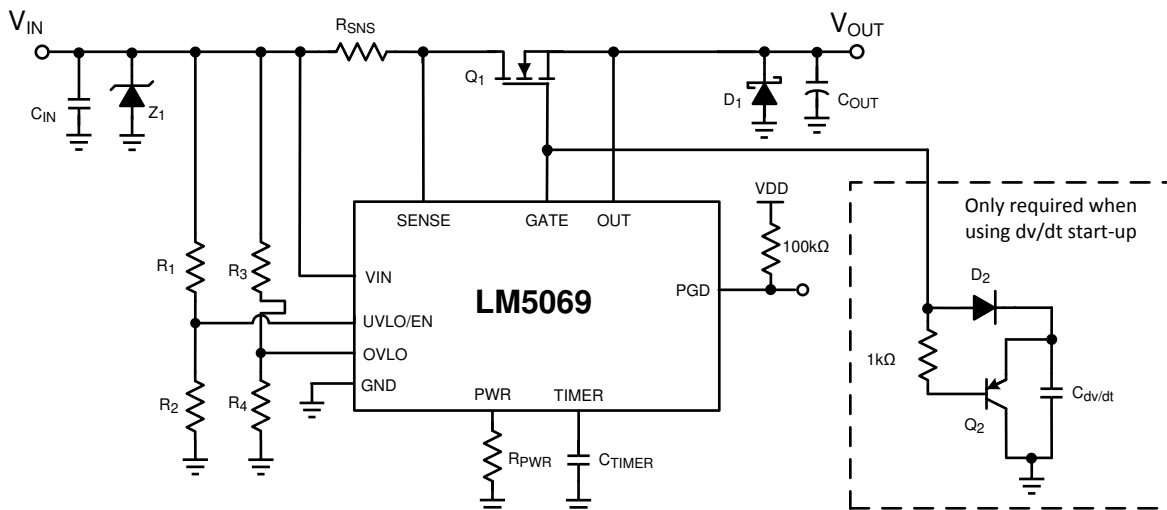 VIN
VOUT
RSNS
Q1
CIN
Z1
D1
COUT
SENSE
GATE
OUT
VDD
100kΩ
Only required when
using dv/dt start-up
R1
R3
VIN
LM5069
PGD
D2
UVLO/EN
1kΩ
OVLO
GND
R2
R4
PWR
TIMER
Q2
Cdv/dt
RPWR
CTIMER